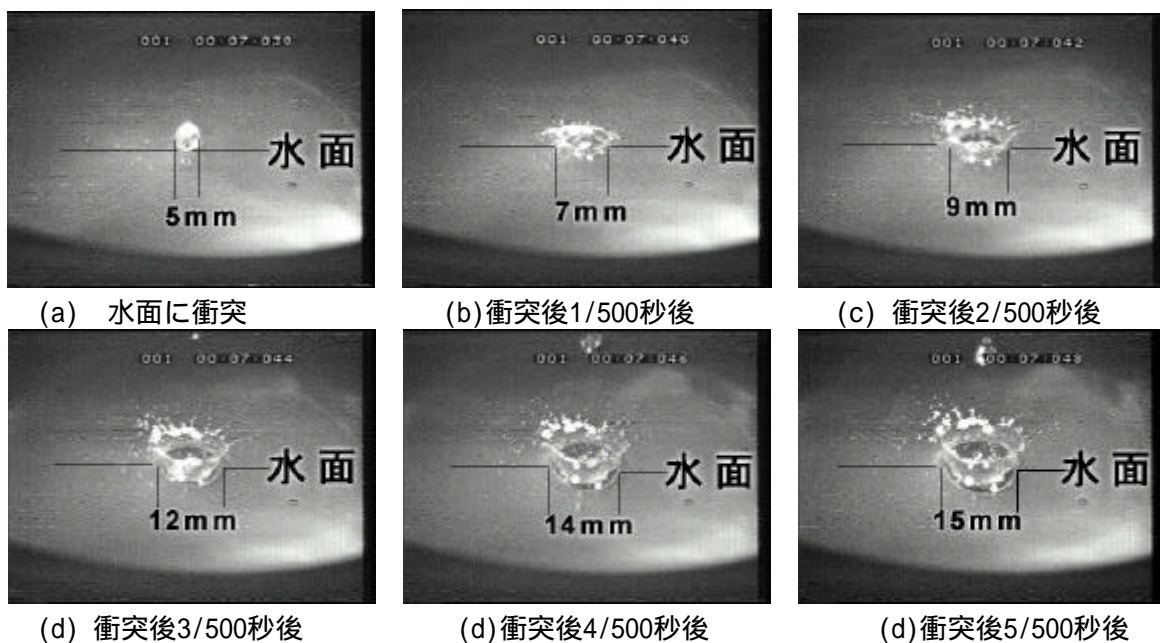 001 00:07:038
水面
5mm
(a) 水面に衝突
001 00:07:040
水面
7mm
(b)衝突後1/500秒後
001 00:07:042
水面
9mm
(c) 衝突後2/500秒後
001 00:07:044
水面
12mm
(d) 衝突後3/500秒後
001 00:07:046
水面
14mm
(d)衝突後4/500秒後
001 00:07:048
水面
15mm
(d)衝突後5/500秒後